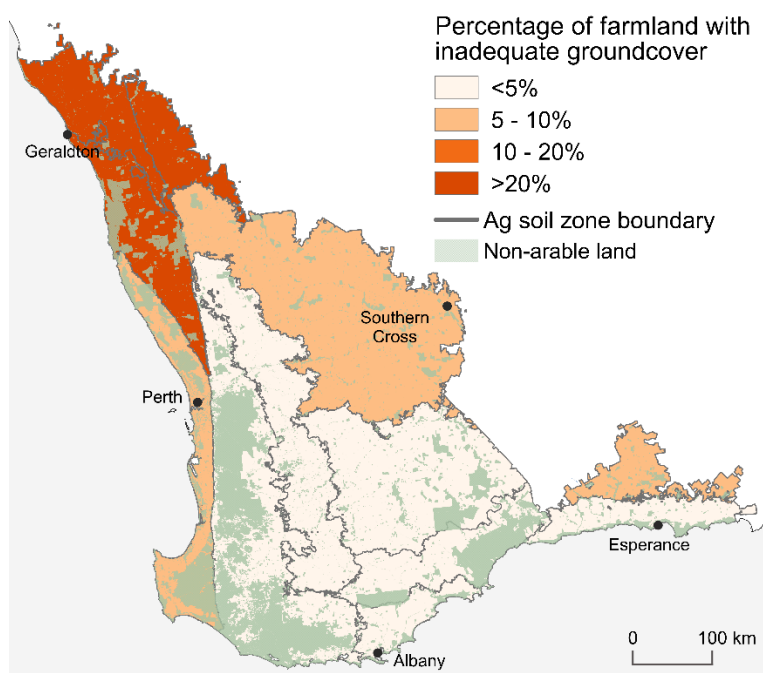 Percentage of farmland with
inadequate groundcover
<5%
5 - 10%
10 - 20%
>20%
Ag soil zone boundary
Non-arable land
Geraldton
Southern
Cross
Perth
Esperance
Albany
0 100 km